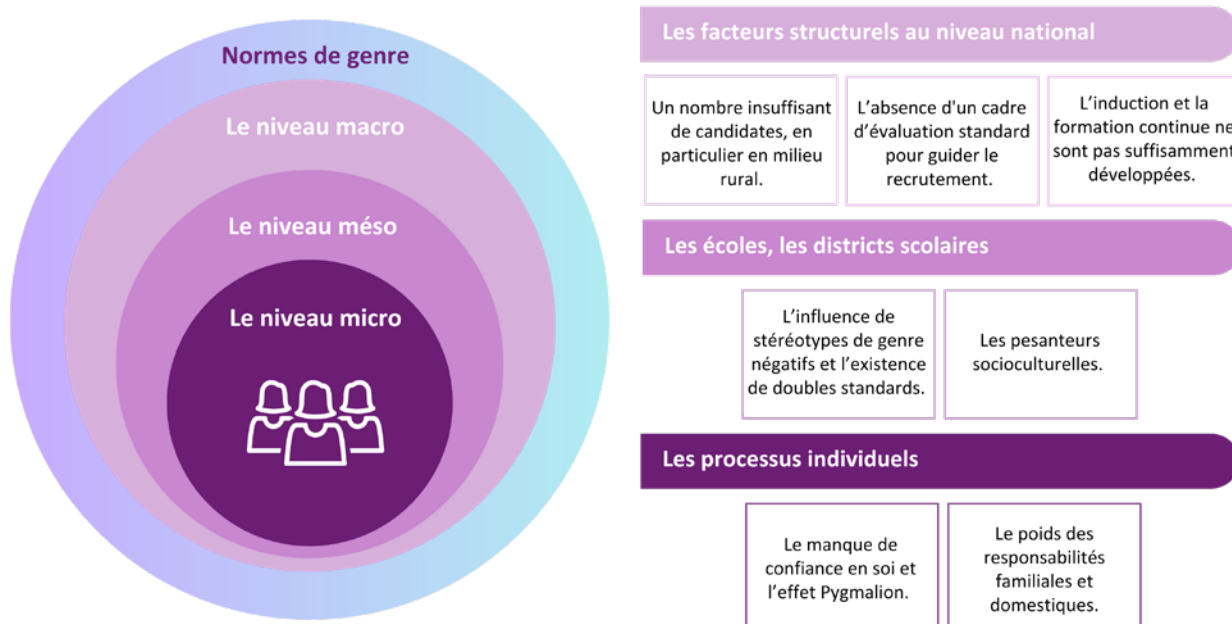 Normes de genre
Le niveau macro
Le niveau méso
Le niveau micro
Les facteurs structurels au niveau national
Un nombre insuffisant
de candidates, en
particulier en milieu
rural.
L'absence d'un cadre
d'évaluation standard
pour guider le
recrutement.
L'induction et la
formation continue ne
sont pas suffisamment
développées.
Les écoles, les districts scolaires
L'influence de
stéréotypes de genre
négatifs et l'existence
de doubles standards.
Les pesanteurs
socioculturelles.
Les processus individuels
Le manque de
confiance en soi et
l'effet Pygmalion.
Le poids des
responsabilités
familiales et
domestiques.